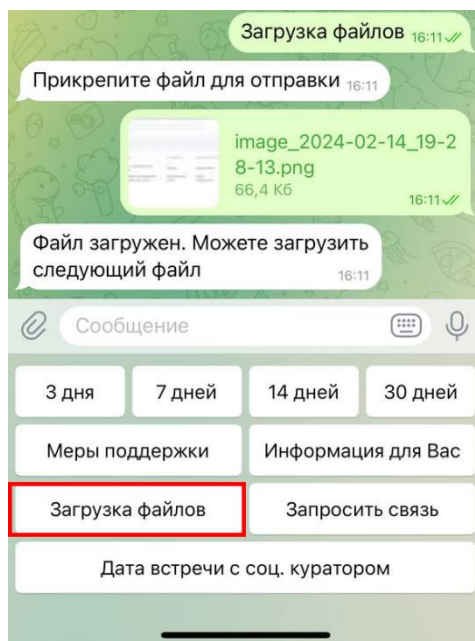 Загрузка файлов 16:11
Прикрепите файл для отправки 16:11
image_2024-02-14_19-2
8-13.png
66,4 Кб
16:11
Файл загружен. Можете загрузить
следующий файл 16:11
Сообщение
3 дня 7 дней 14 дней 30 дней
Меры поддержки Информация для Вас
Загрузка файлов Запросить связь
Дата встречи с соц. куратором